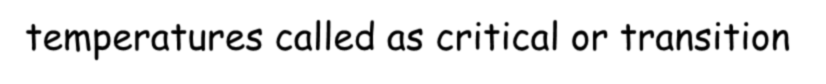 temperatures called as critical or transition